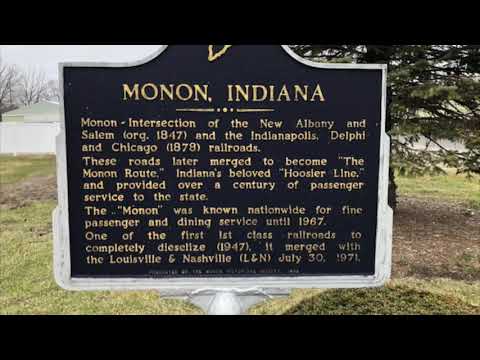 MONON, INDIANA
Monon-Intersection of the New Albany and
Salem (org. 1847) and the Indianapolis, Delphi
and Chicago (1878) railroads.
These roads later merged to become "The
Monon Route," Indiana's beloved "Hoosier Line,"
and provided over a century of passenger
service to the state.
The "Monon" was known nationwide for fine
passenger and dining service until 1967.
One of the first 1st class railroads to
completely dieselize (1947), it merged with
the Louisville & Nashville (L&N) July 30, 1971.